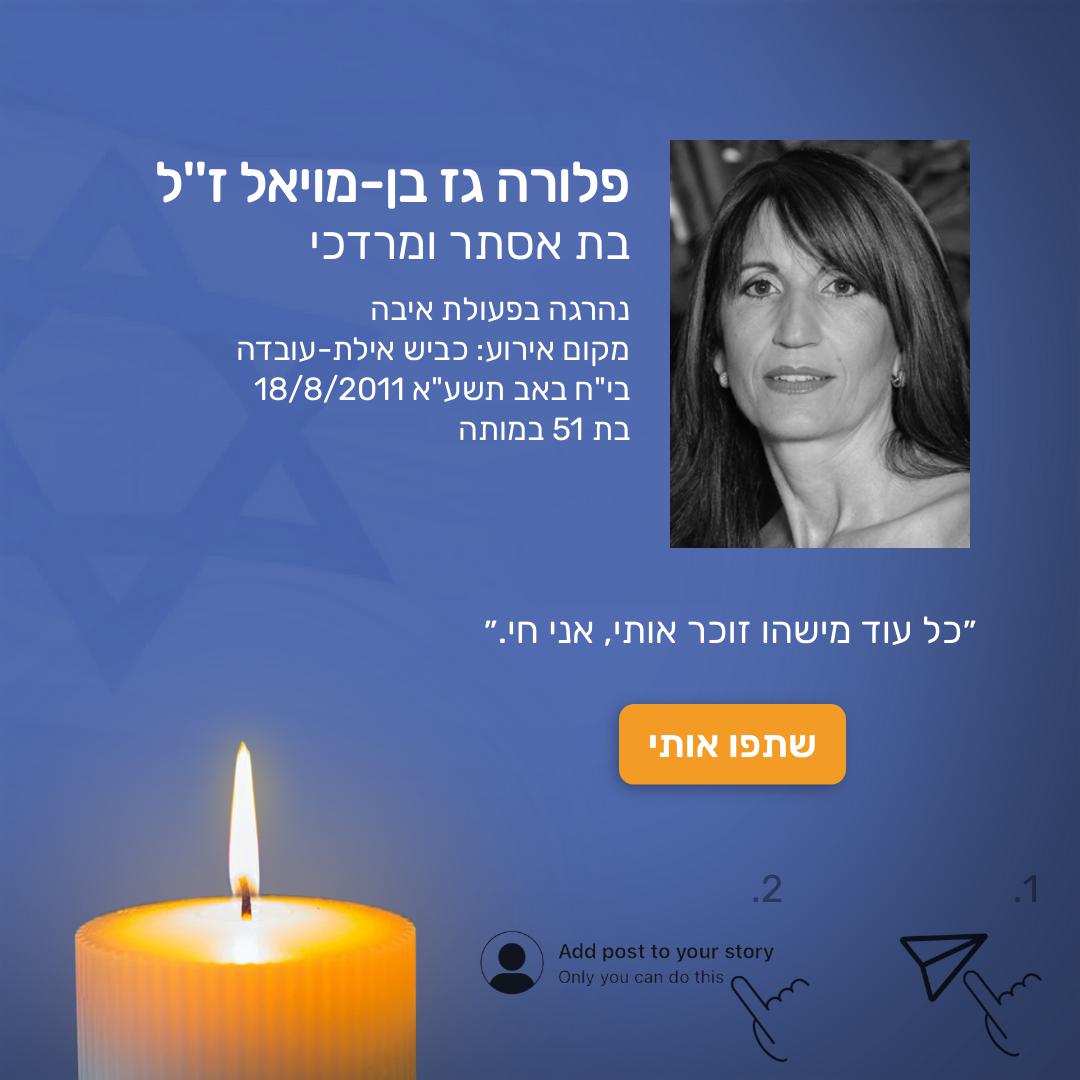 פלורה גז בן-מויאל ז"ל
בת אסתר ומרדכי
נהרגה בפעולת איבה
מקום אירוע: כביש אילת-עובדה
בי"ח באב תשע"א 18/8/2011
בת 51 במותה
״כל עוד מישהו זוכר אותי, אני חי.״
שתפו אותי
1.
2.
Add post to your story
Only you can do this